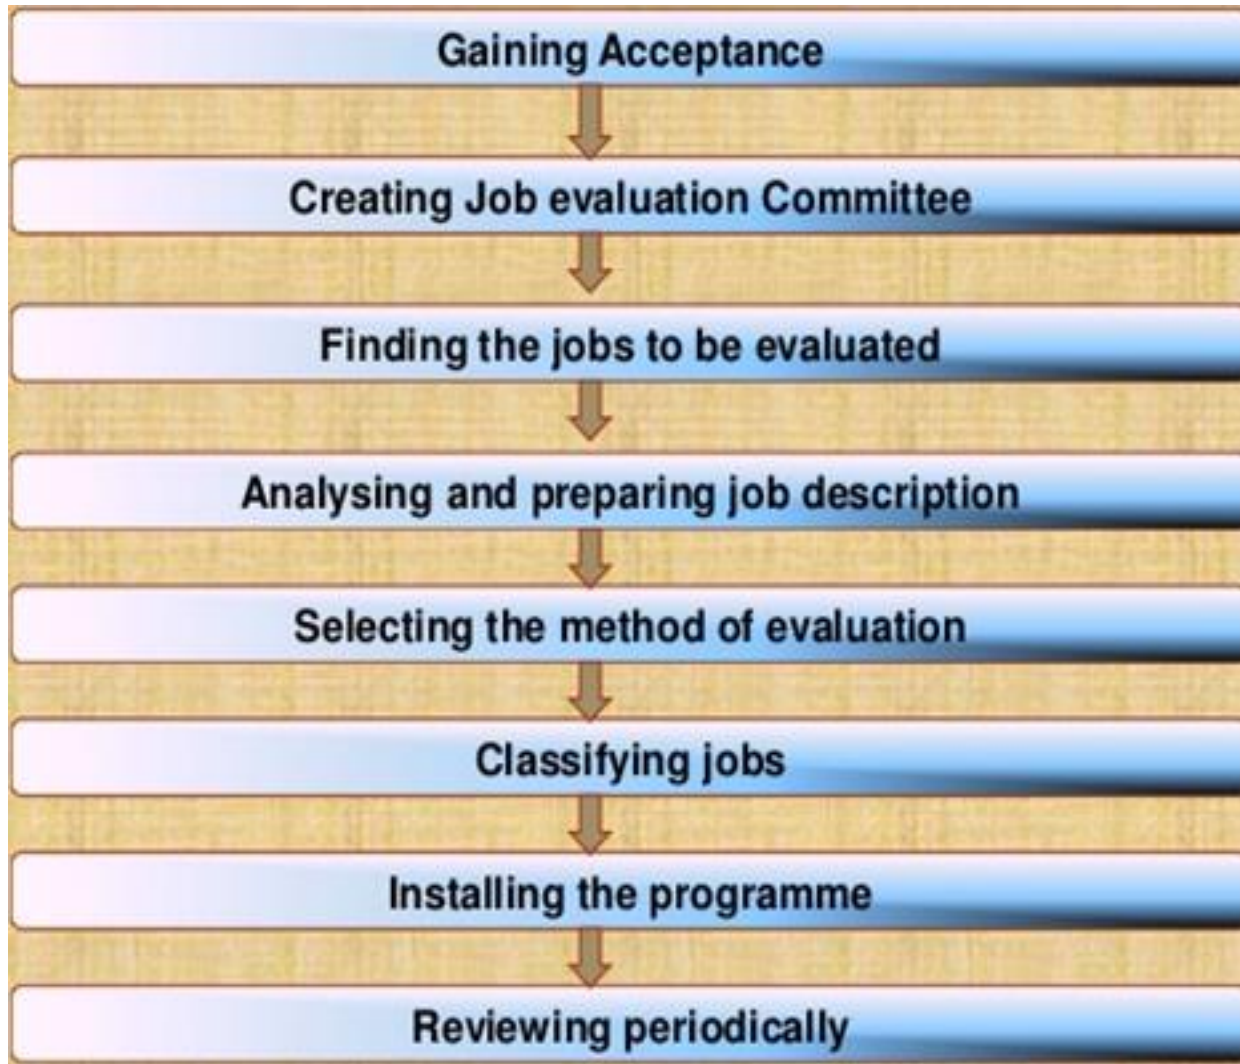 Gaining Acceptance
Creating Job evaluation Committee
Finding the jobs to be evaluated
Analysing and preparing job description
Selecting the method of evaluation
Classifying jobs
Installing the programme
Reviewing periodically